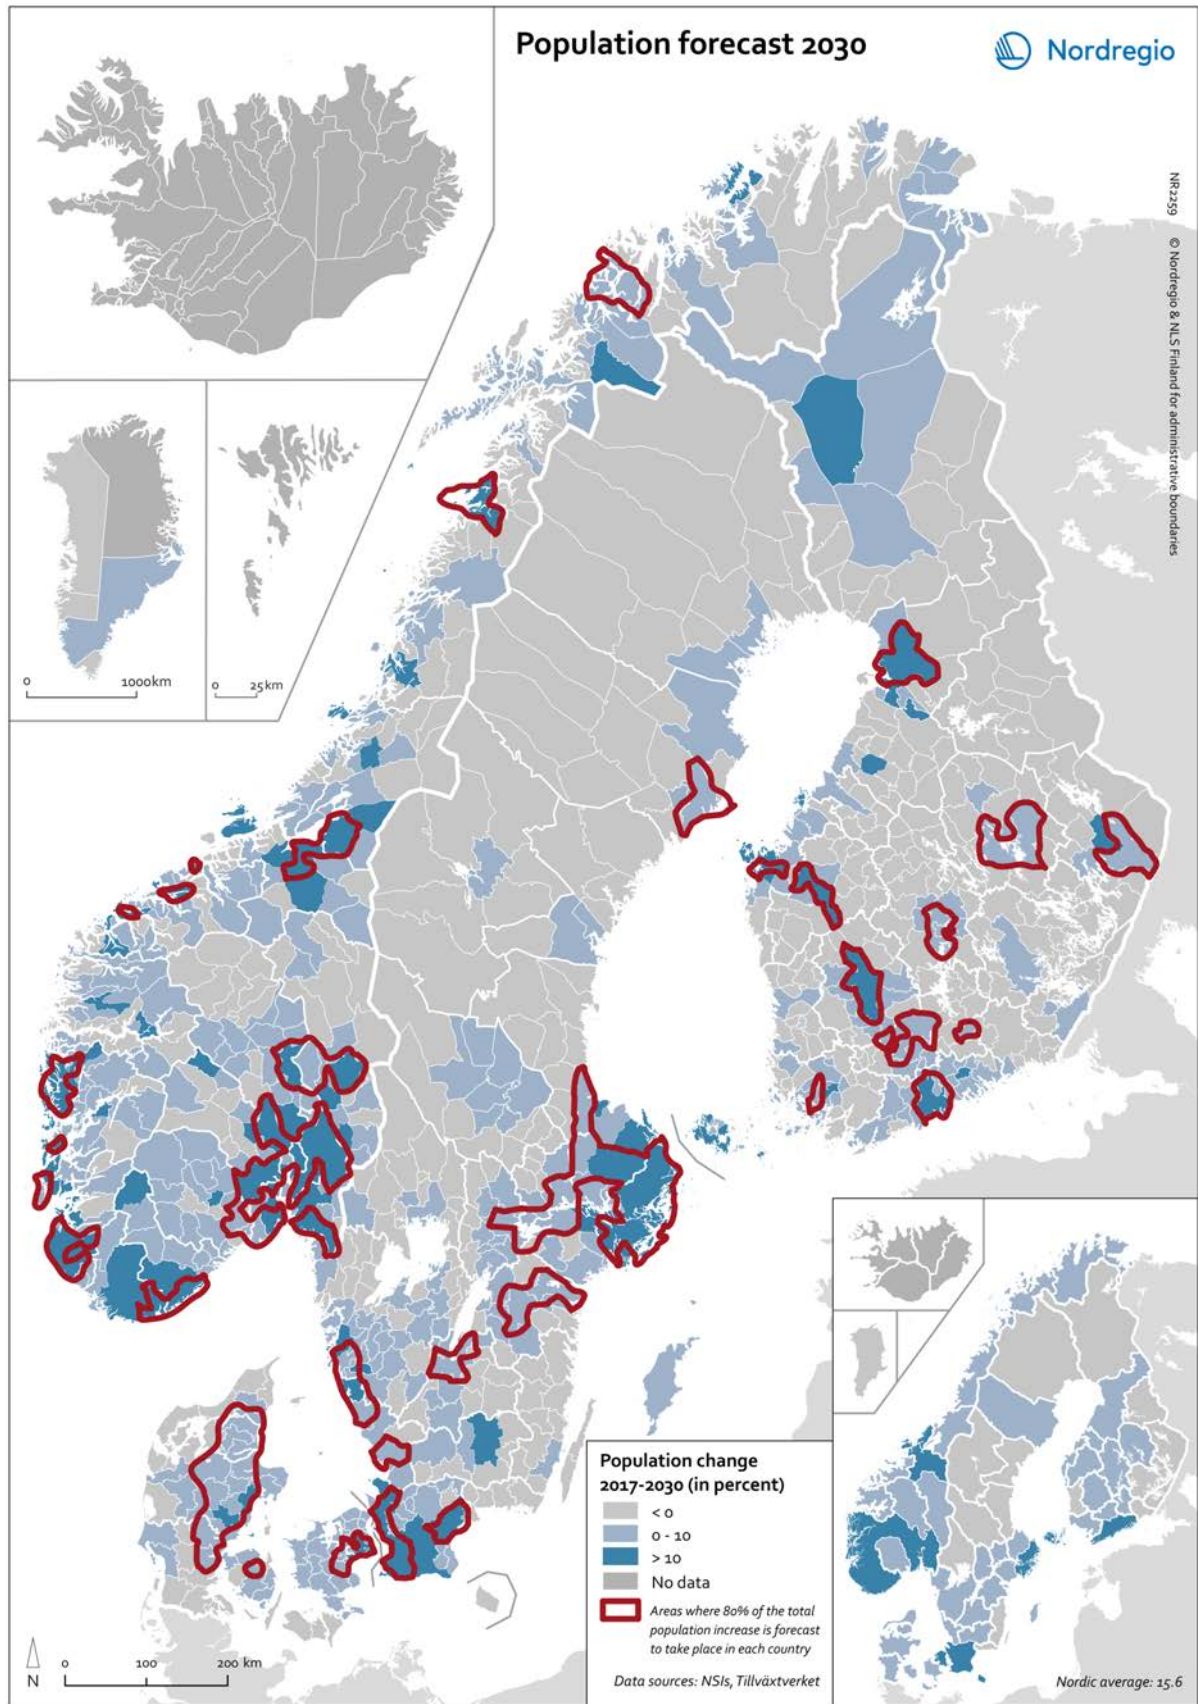 Population forecast 2030
Nordregio
NR2259 © Nordregio & NLS Finland for administrative boundaries
0 1000km
0 25km
Population change
2017-2030 (in percent)
< 0
0 - 10
> 10
No data
Areas where 80% of the total
population increase is forecast
to take place in each country
Data sources: NSIs, Tillväxtverket
Nordic average: 15.6
N
0 100 200 km